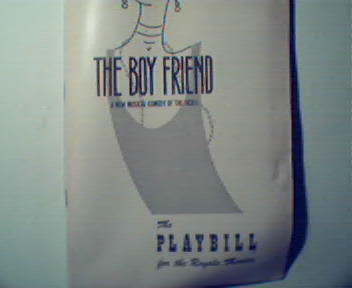 THE BOY FRIEND
A NEW MUSICAL COMEDY OF THE 1920'S
The
PLAYBILL
for the Royale Theatre